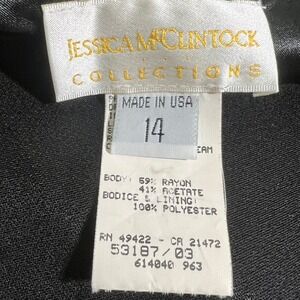 JESSICA McCLINTOCK
COLLECTIONS
MADE IN USA
14
BODY: 59% RAYON
41% ACETATE
BODICE & LINING:
100% POLYESTER
RN 49422 - CA 21472
53187/03
614040 963